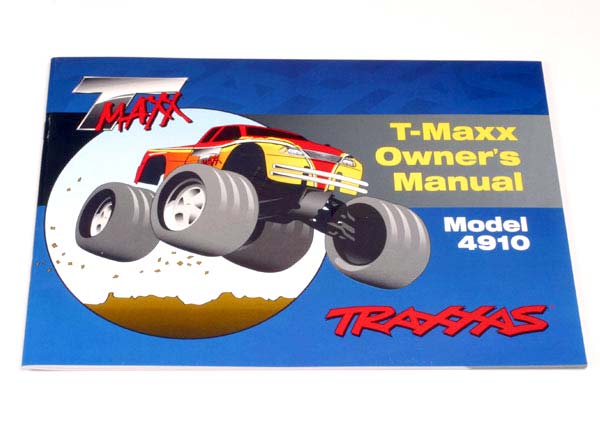 T
MAXX
T-Maxx
Owner's
Manual
Model
4910
TRAXXAS